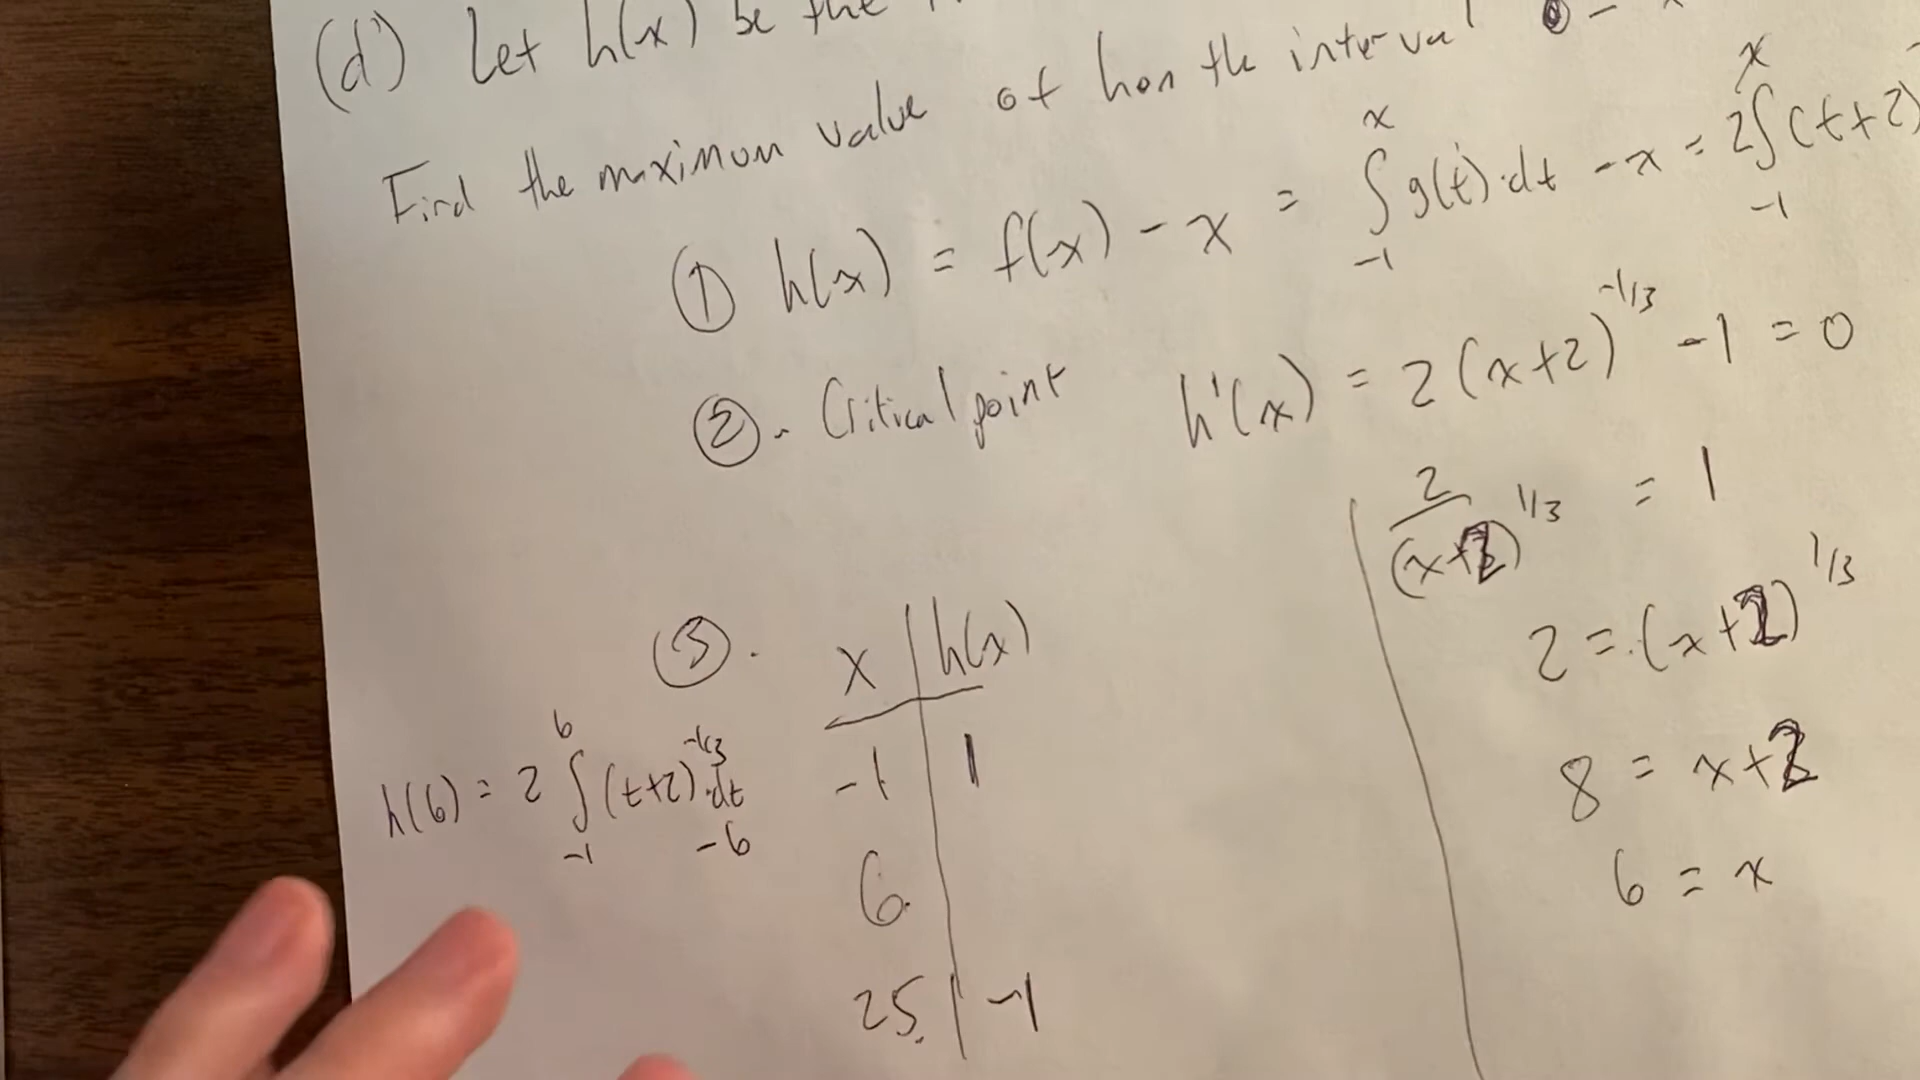 (d) Let h(x) be the
Find the maximum value of h on the interval
① h(x) = f(x) - x = ∫₋₁ˣ g(t)·dt - x = 2∫₋₁ˣ (t+2)
②. Critical point h'(x) = 2(x+2)^(-1/3) - 1 = 0
2/(x+2)^(1/3) = 1
2 = (x+2)^(1/3)
8 = x+2
6 = x
③. x | h(x)
-1 | 1
6
25 | -1
h(6) = 2 ∫₋₁⁶ (t+2)^(-1/3)·dt - 6